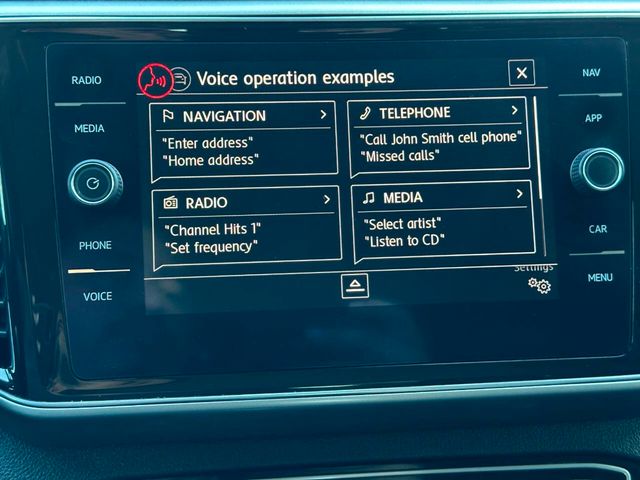 RADIO
MEDIA
PHONE
VOICE
Voice operation examples
X
NAVIGATION
"Enter address"
"Home address"
TELEPHONE
"Call John Smith cell phone"
"Missed calls"
RADIO
"Channel Hits 1"
"Set frequency"
MEDIA
"Select artist"
"Listen to CD"
Settings
NAV
APP
CAR
MENU